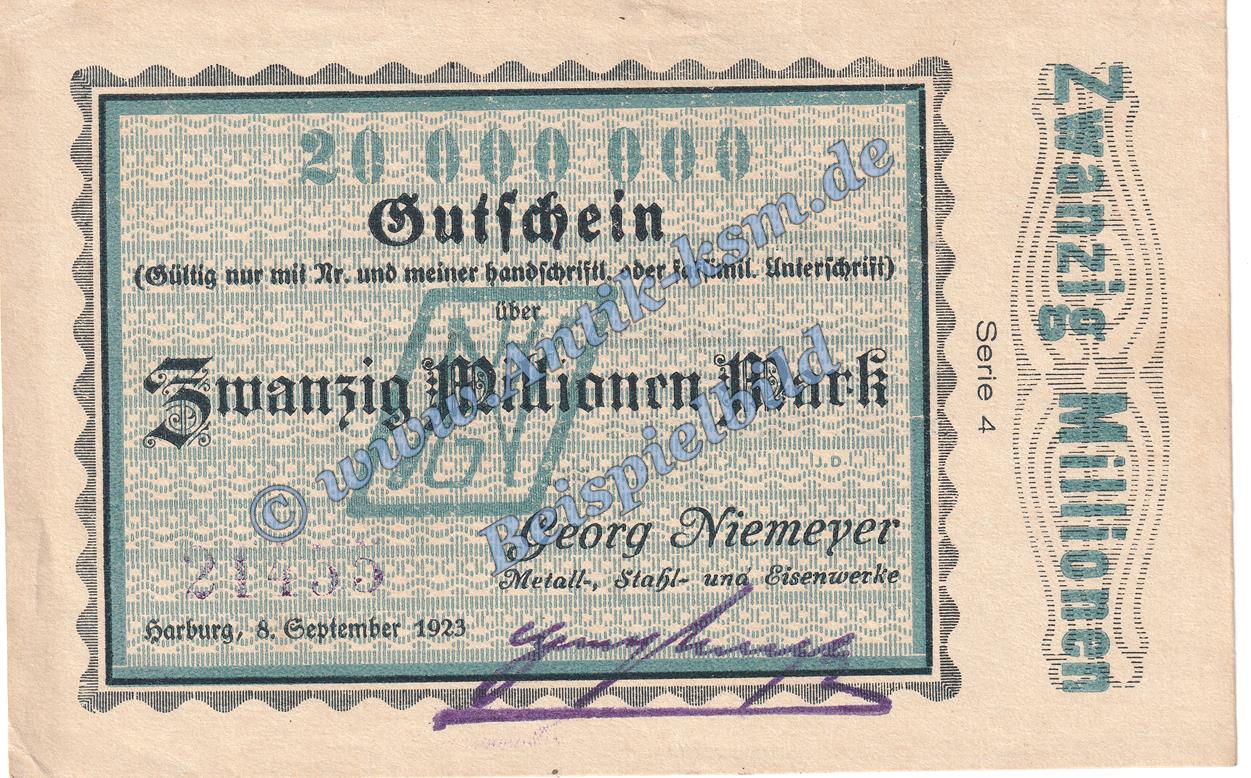 20 000 000
Gutschein
(Gültig nur mit Nr. und meiner handschriftl. oder faksimil. Unterschrift)
über
Zwanzig Millionen Mark
J.D.
Georg Niemeyer
Metall-, Stahl- und Eisenwerke
21455
Harburg, 8. September 1923
Serie 4
Zwanzig Millionen
© www.Antik-ksm.de
Beispielbild